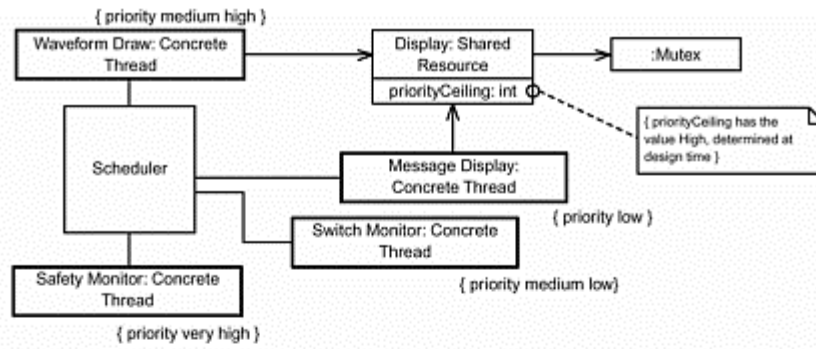 { priority medium high }
Waveform Draw: Concrete
Thread
Display: Shared
Resource
priorityCeiling: int
:Mutex
{ priorityCeiling has the
value High, determined at
design time }
Scheduler
Message Display:
Concrete Thread
{ priority low }
Switch Monitor: Concrete
Thread
{ priority medium low}
Safety Monitor: Concrete
Thread
{ priority very high }